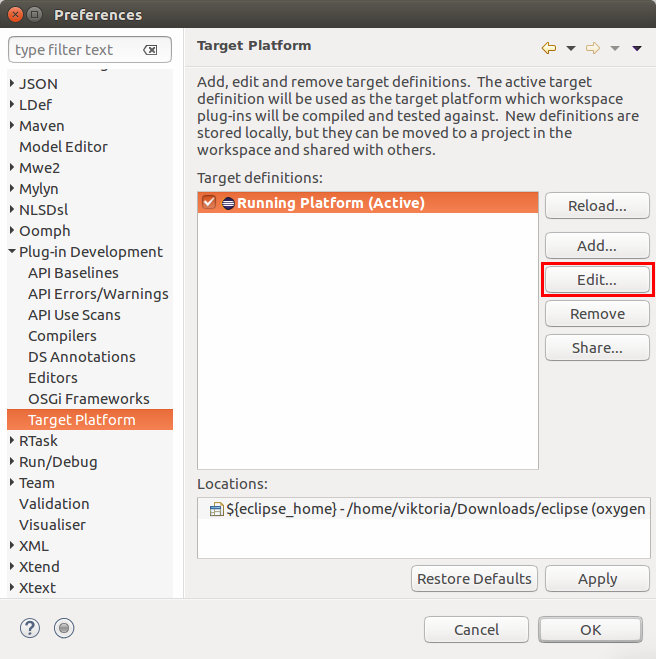 Preferences
type filter text
JSON
LDef
Maven
Model Editor
Mwe2
Mylyn
NLSDsl
Oomph
Plug-in Development
API Baselines
API Errors/Warnings
API Use Scans
Compilers
DS Annotations
Editors
OSGi Frameworks
Target Platform
RTask
Run/Debug
Team
Validation
Visualiser
XML
Xtend
Xtext
Target Platform
Add, edit and remove target definitions.  The active target
definition will be used as the target platform which workspace
plug-ins will be compiled and tested against.  New definitions are
stored locally, but they can be moved to a project in the
workspace and shared with others.
Target definitions:
Running Platform (Active)
Reload...
Add...
Edit...
Remove
Share...
Locations:
${eclipse_home} - /home/viktoria/Downloads/eclipse (oxygen
Restore Defaults
Apply
?
Cancel
OK